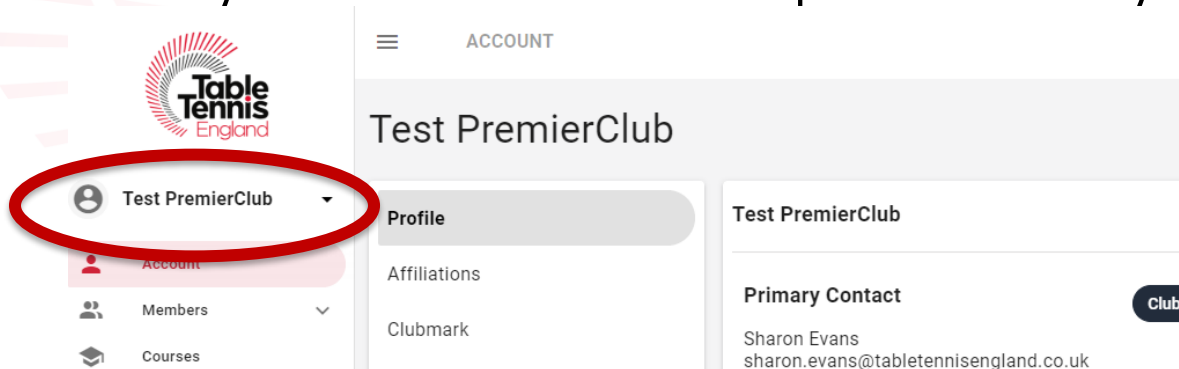 ACCOUNT
Table
Tennis
England
Test PremierClub
Test PremierClub
Account
Members
Courses
Profile
Affiliations
Clubmark
Test PremierClub
Primary Contact
Club
Sharon Evans
sharon.evans@tabletennisengland.co.uk